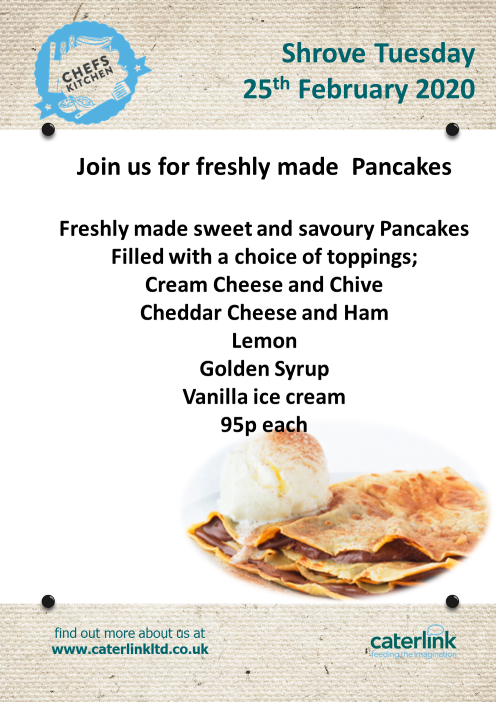 CHEFS
KITCHEN
Shrove Tuesday
25th February 2020
Join us for freshly made  Pancakes
Freshly made sweet and savoury Pancakes
Filled with a choice of toppings;
Cream Cheese and Chive
Cheddar Cheese and Ham
Lemon
Golden Syrup
Vanilla ice cream
95p each
find out more about us at
www.caterlinkltd.co.uk
caterlink
feeding the imagination